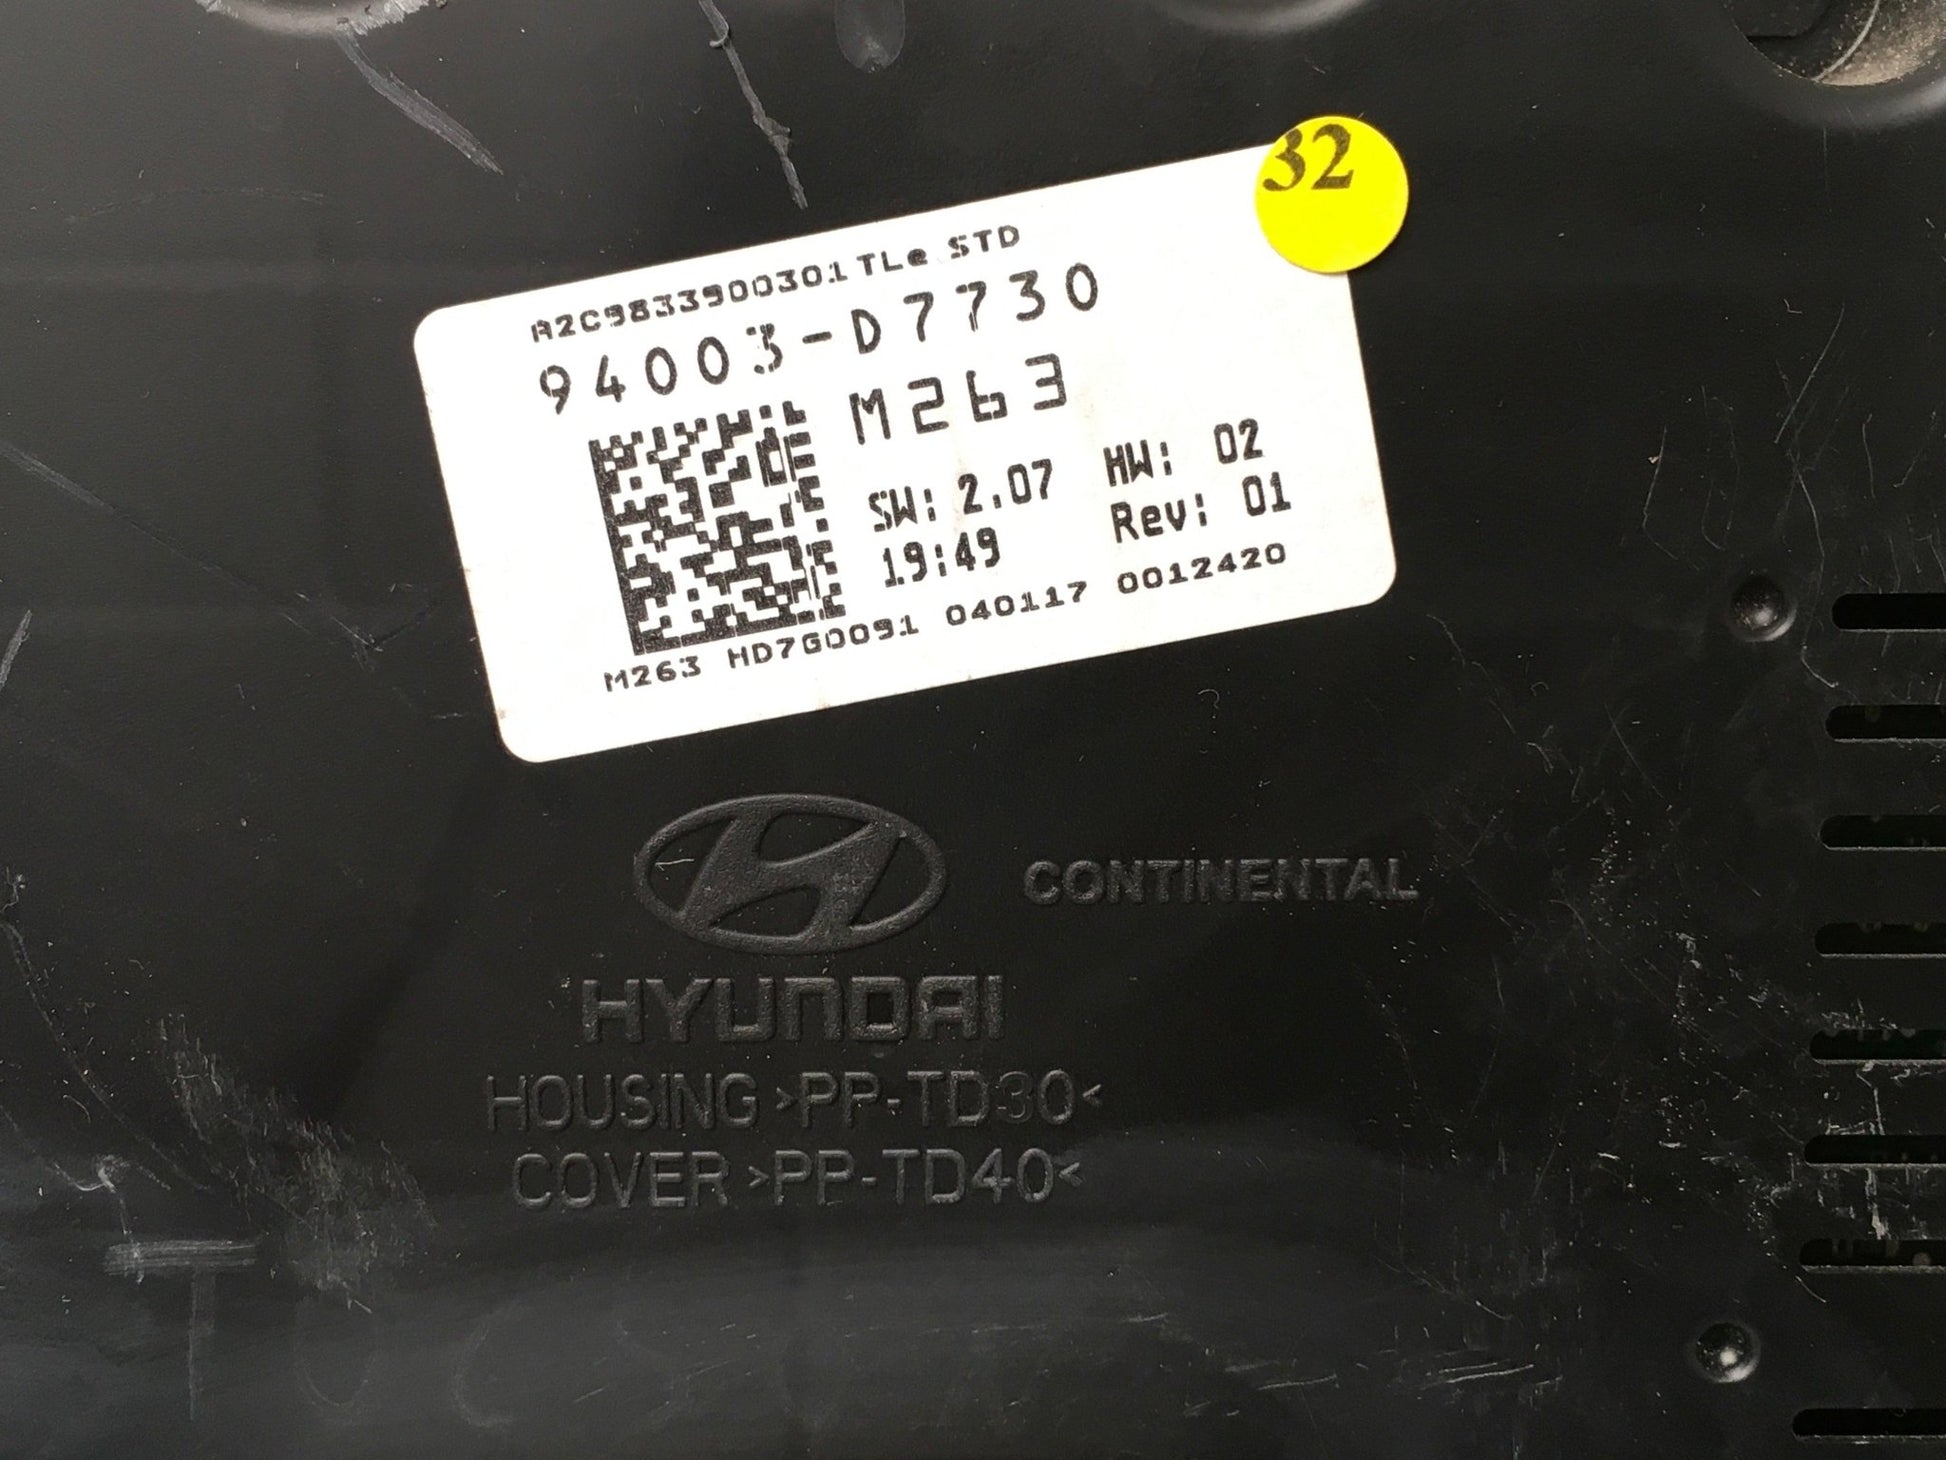 32
A2C9833900301 TLe STD
94003-D7730
M263
SW: 2.07 HW: 02
19:49 Rev: 01
M263 HD7G0091 040117 0012420
CONTINENTAL
HYUNDAI
HOUSING >PP-TD30<
COVER >PP-TD40<